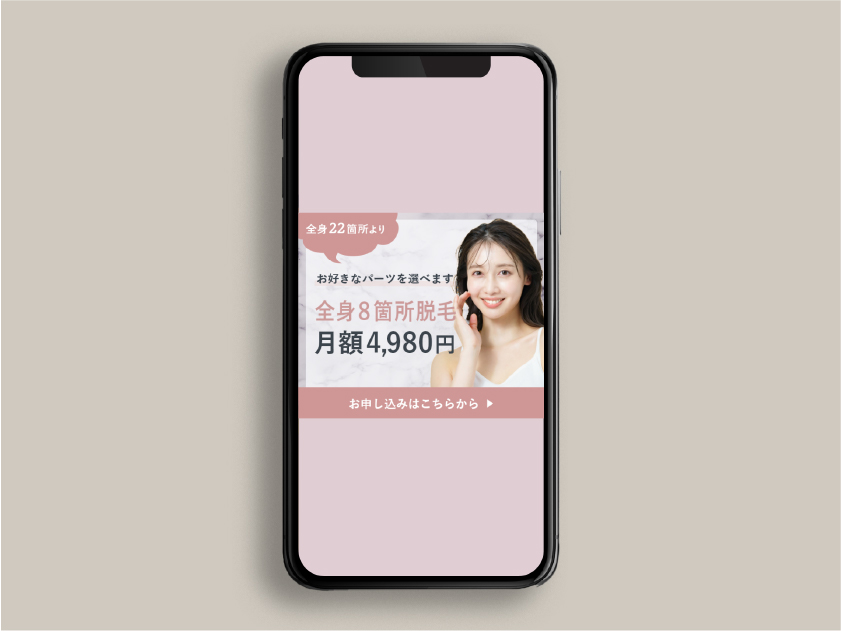 全身22箇所より
お好きなパーツを選べます
全身8箇所脱毛
月額4,980円
お申し込みはこちらから ▶